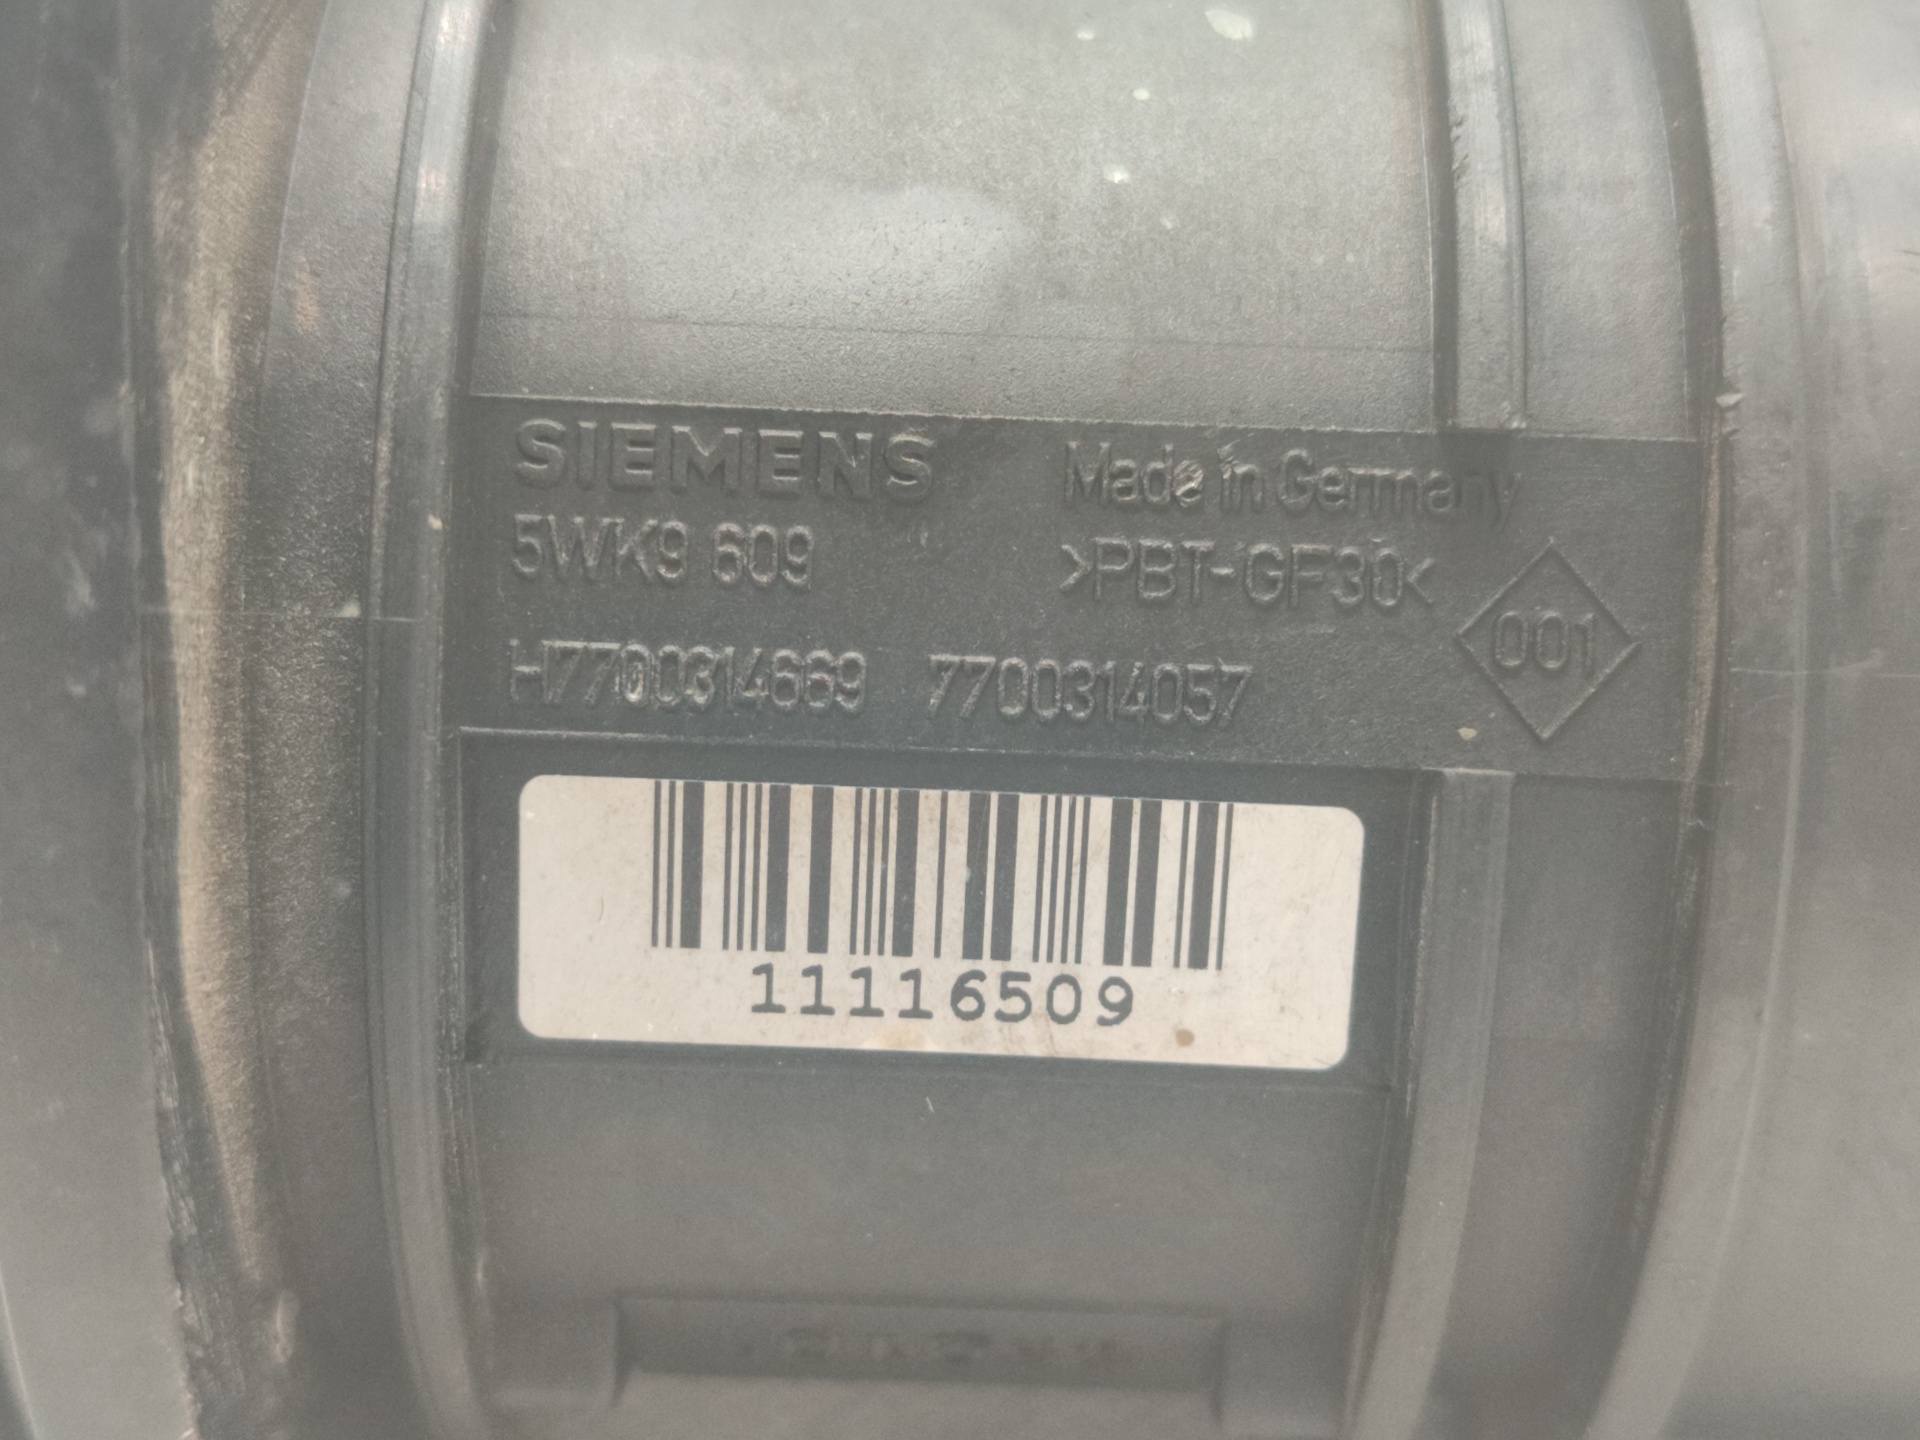 SIEMENS
Made in Germany
5WK9 609
>PBT-GF30<
H7700314669 7700314057
001
11116509